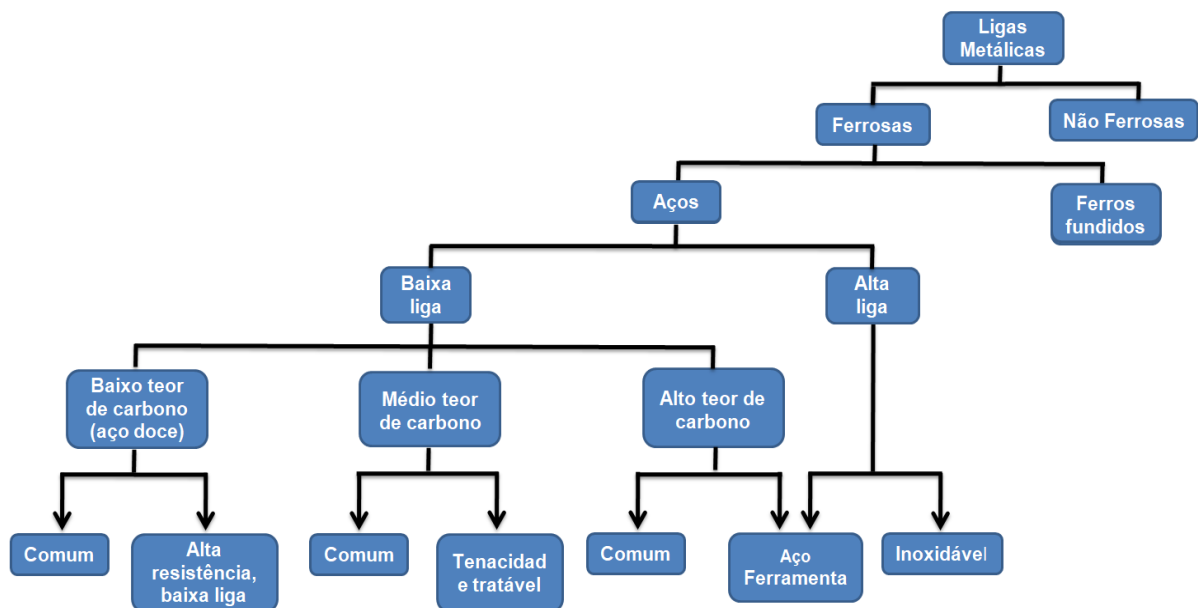 Ligas
Metálicas
Ferrosas
Não Ferrosas
Aços
Ferros
fundidos
Baixa
liga
Alta
liga
Baixo teor
de carbono
(aço doce)
Médio teor
de carbono
Alto teor de
carbono
Comum
Alta
resistência,
baixa liga
Comum
Tenacidad
e tratável
Comum
Aço
Ferramenta
Inoxidável